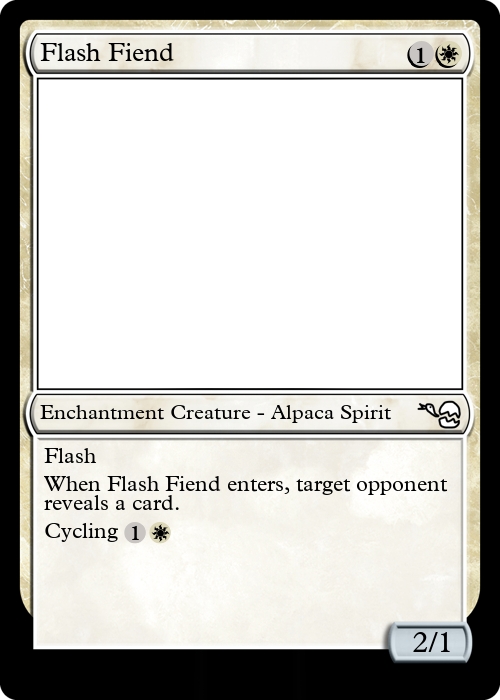 Flash Fiend 1
Enchantment Creature - Alpaca Spirit
Flash
When Flash Fiend enters, target opponent
reveals a card.
Cycling 1
2/1